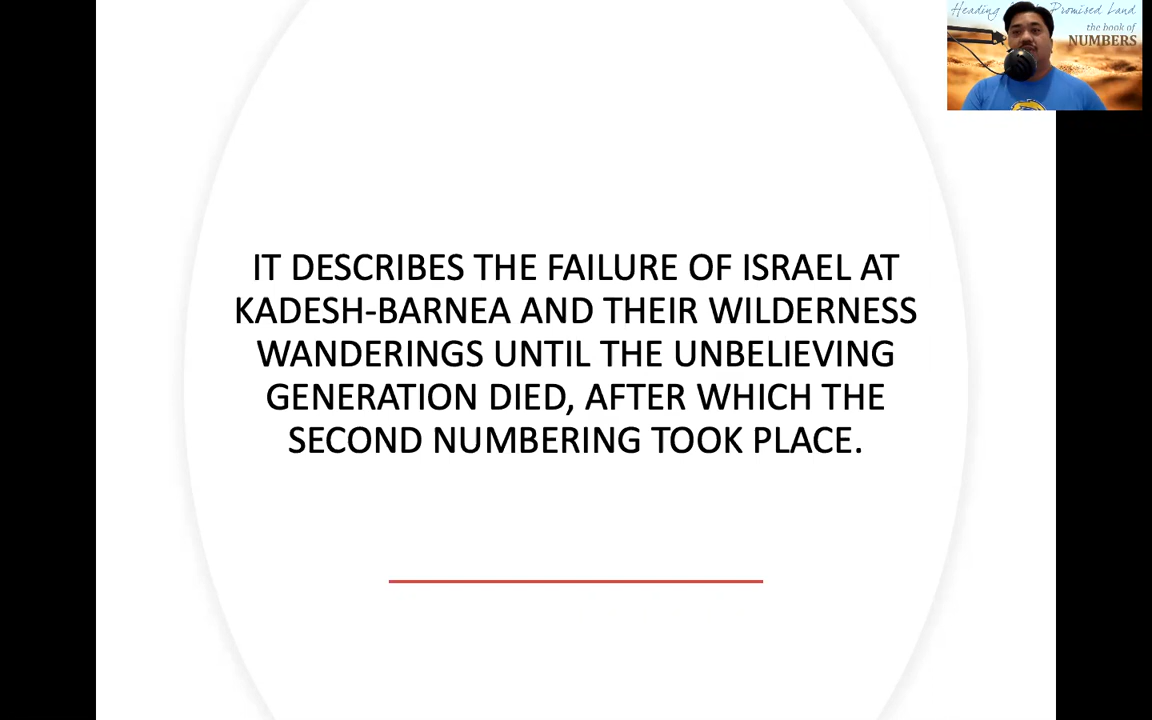 Heading Promised Land
the book of
NUMBERS
IT DESCRIBES THE FAILURE OF ISRAEL AT
KADESH-BARNEA AND THEIR WILDERNESS
WANDERINGS UNTIL THE UNBELIEVING
GENERATION DIED, AFTER WHICH THE
SECOND NUMBERING TOOK PLACE.